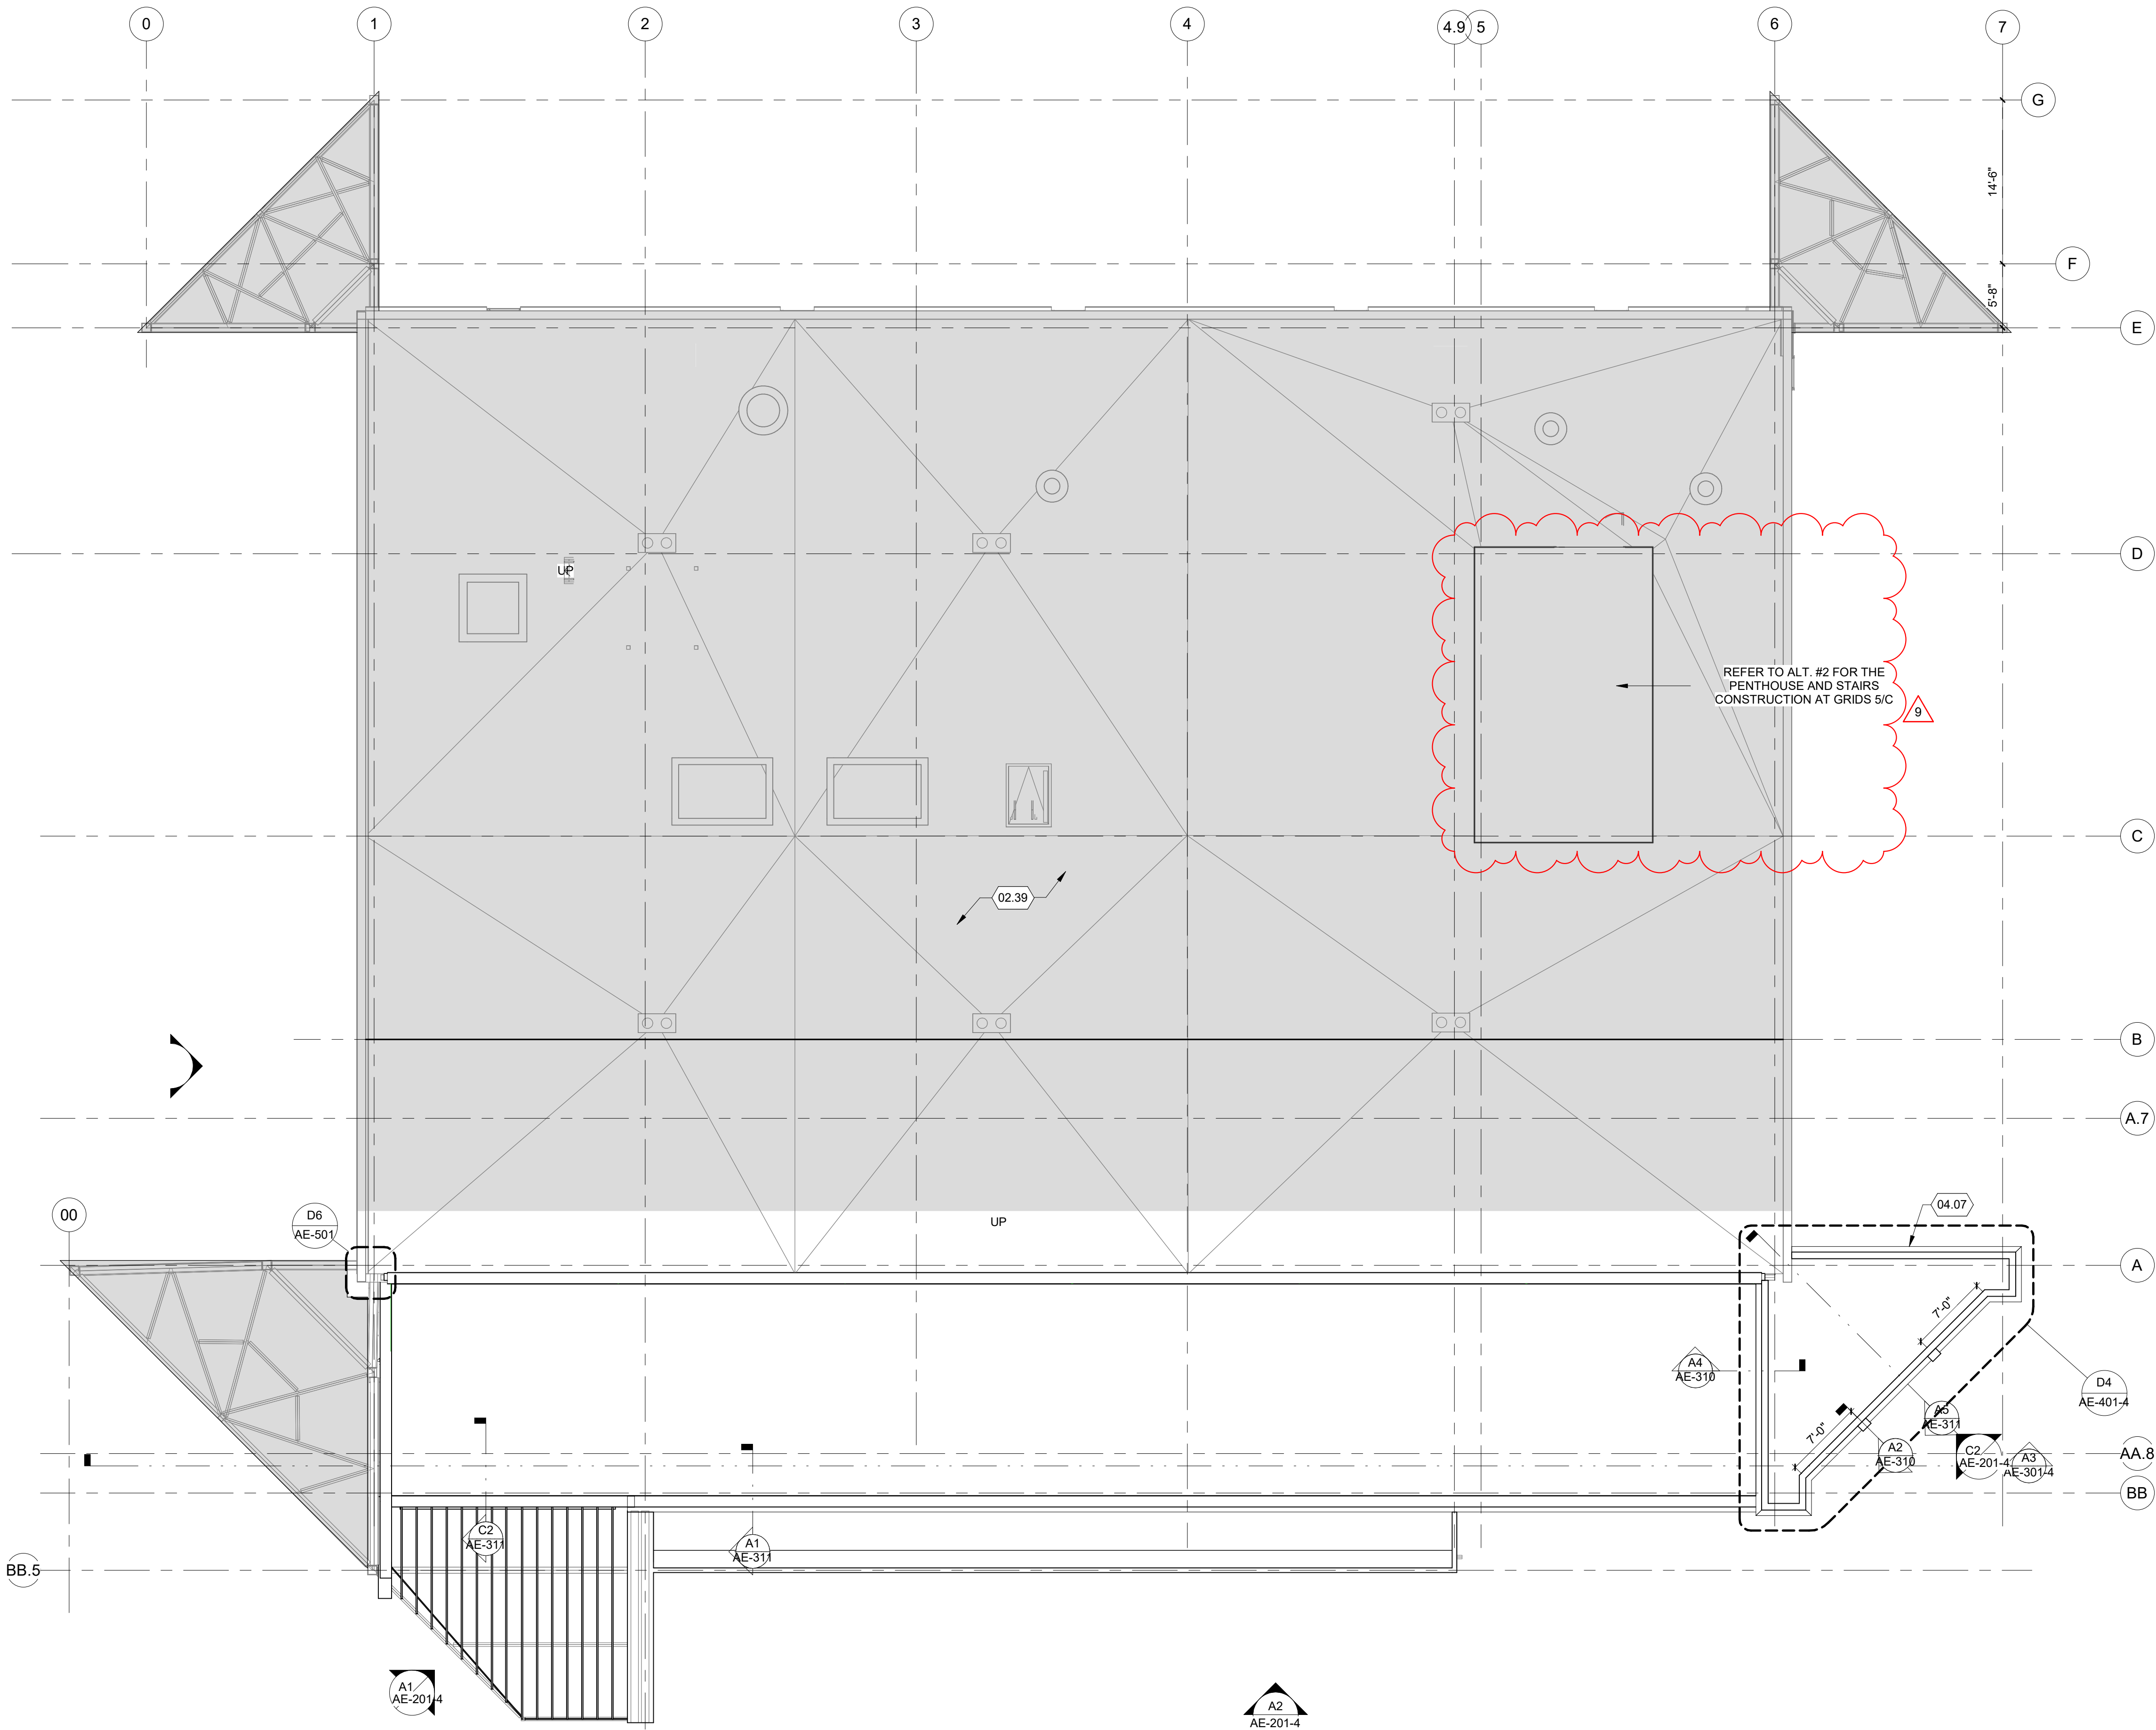 0
1
2
3
4
4.9
5
6
7
G
14'-6"
F
5'-8"
E
D
UP
REFER TO ALT. #2 FOR THE
PENTHOUSE AND STAIRS
CONSTRUCTION AT GRIDS 5/C
9
C
02.39
B
A.7
00
D6
AE-501
UP
04.07
A
7'-0"
A4
AE-310
D4
AE-401-4
A5
AE-311
7'-0"
A2
AE-310
C2
AE-201-4
A3
AE-301-4
AA.8
BB
C2
AE-311
A1
AE-311
BB.5
A1
AE-201-4
A2
AE-201-4